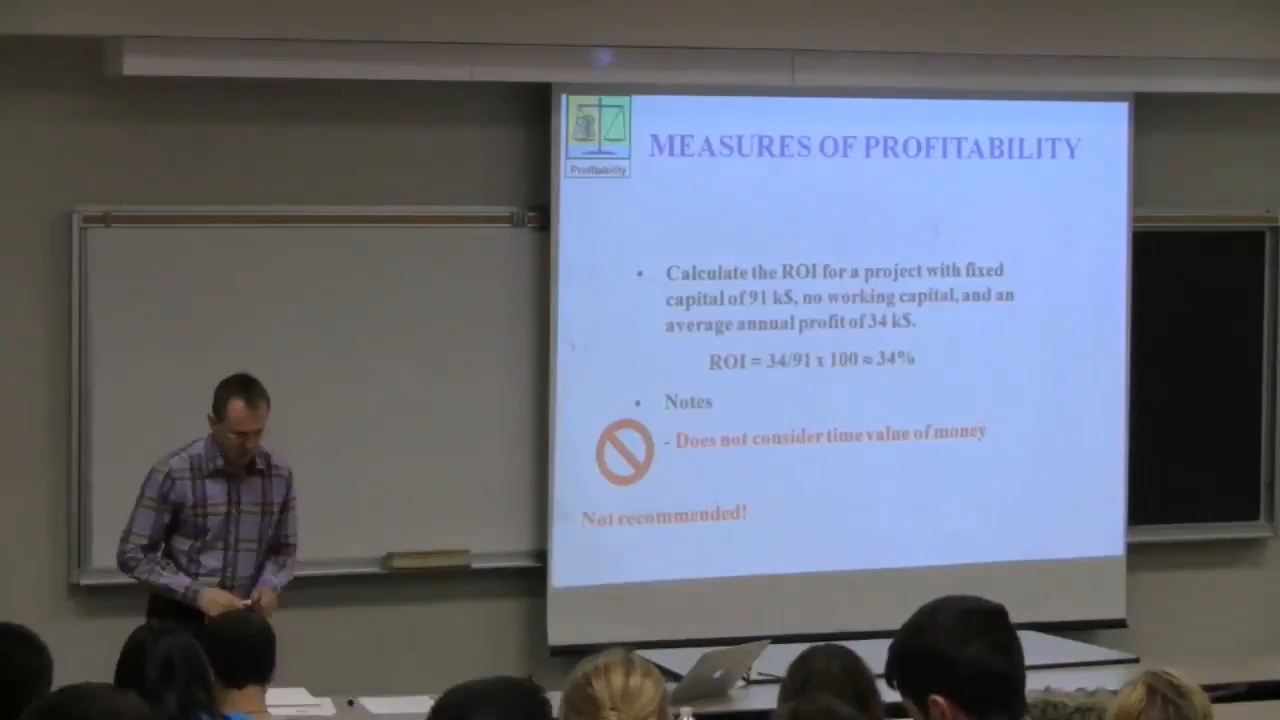 Profitability
MEASURES OF PROFITABILITY
• Calculate the ROI for a project with fixed
capital of 91 k$, no working capital, and an
average annual profit of 34 k$.
ROI = 34/91 x 100 ≈ 34%
• Notes
- Does not consider time value of money
Not recommended!